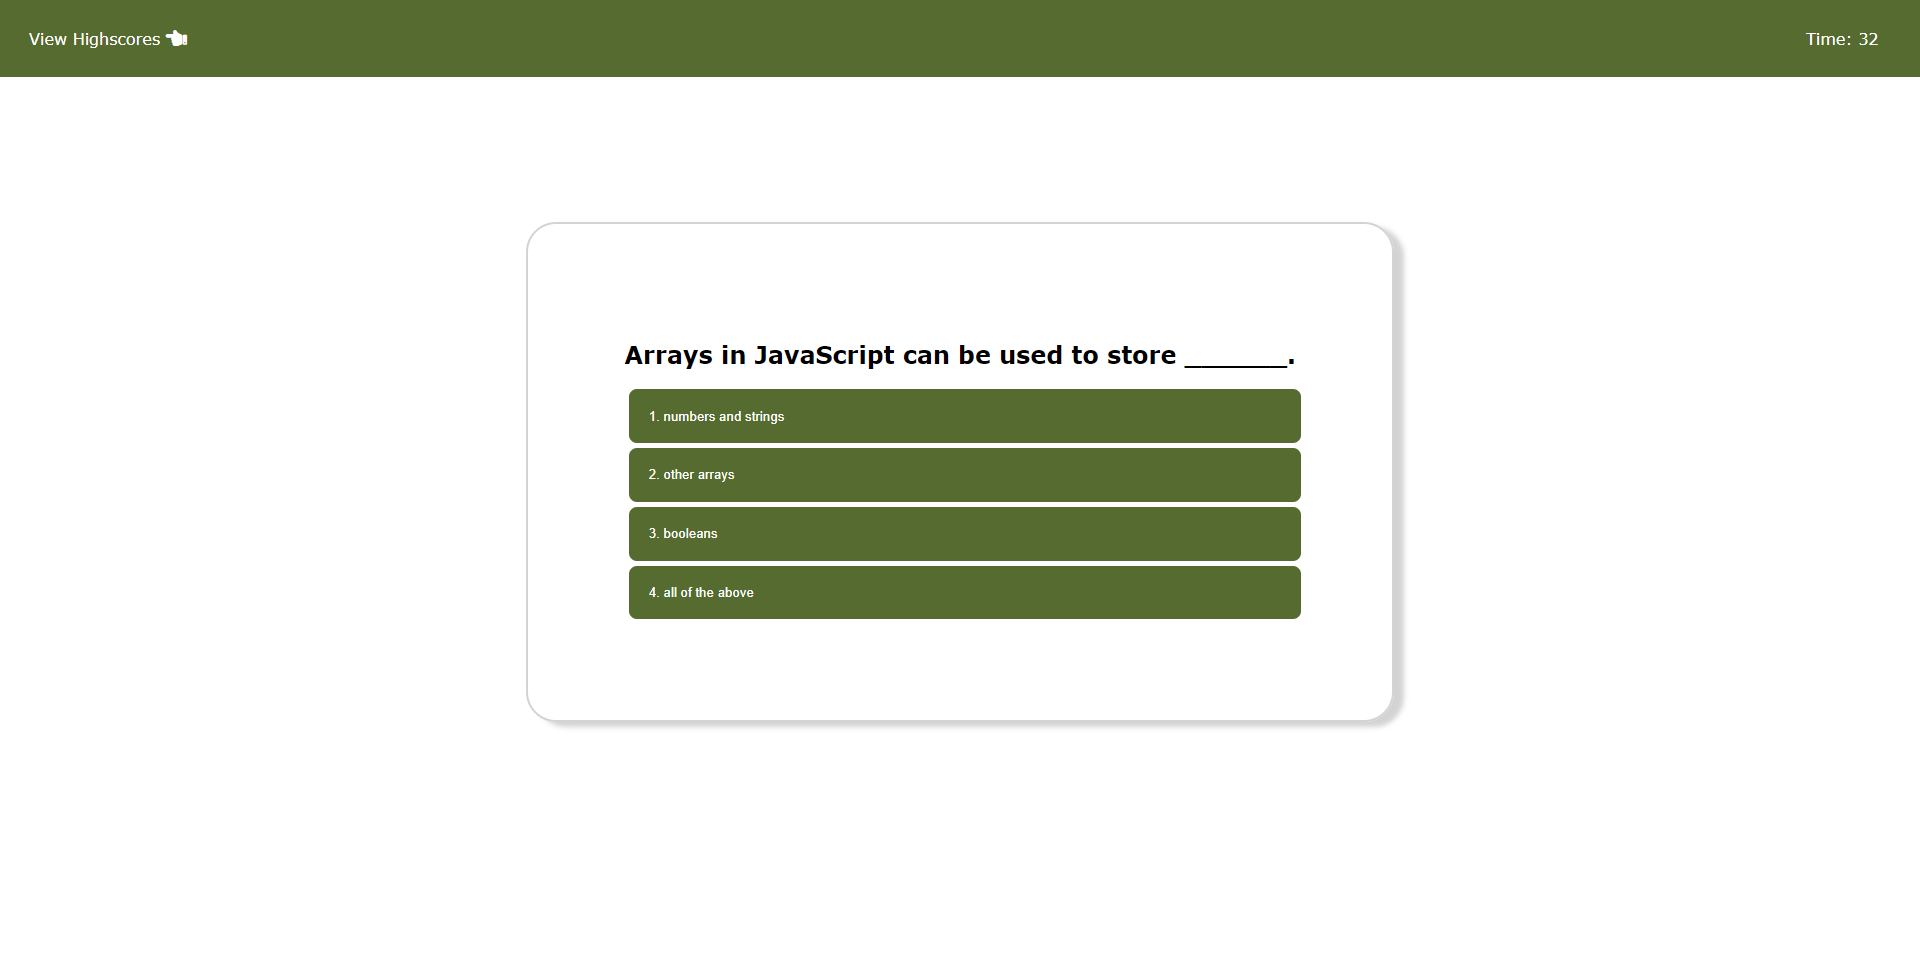 View Highscores
Time: 32
Arrays in JavaScript can be used to store _______.
1. numbers and strings
2. other arrays
3. booleans
4. all of the above